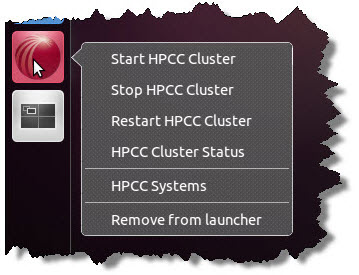 Start HPCC Cluster
Stop HPCC Cluster
Restart HPCC Cluster
HPCC Cluster Status
HPCC Systems
Remove from launcher